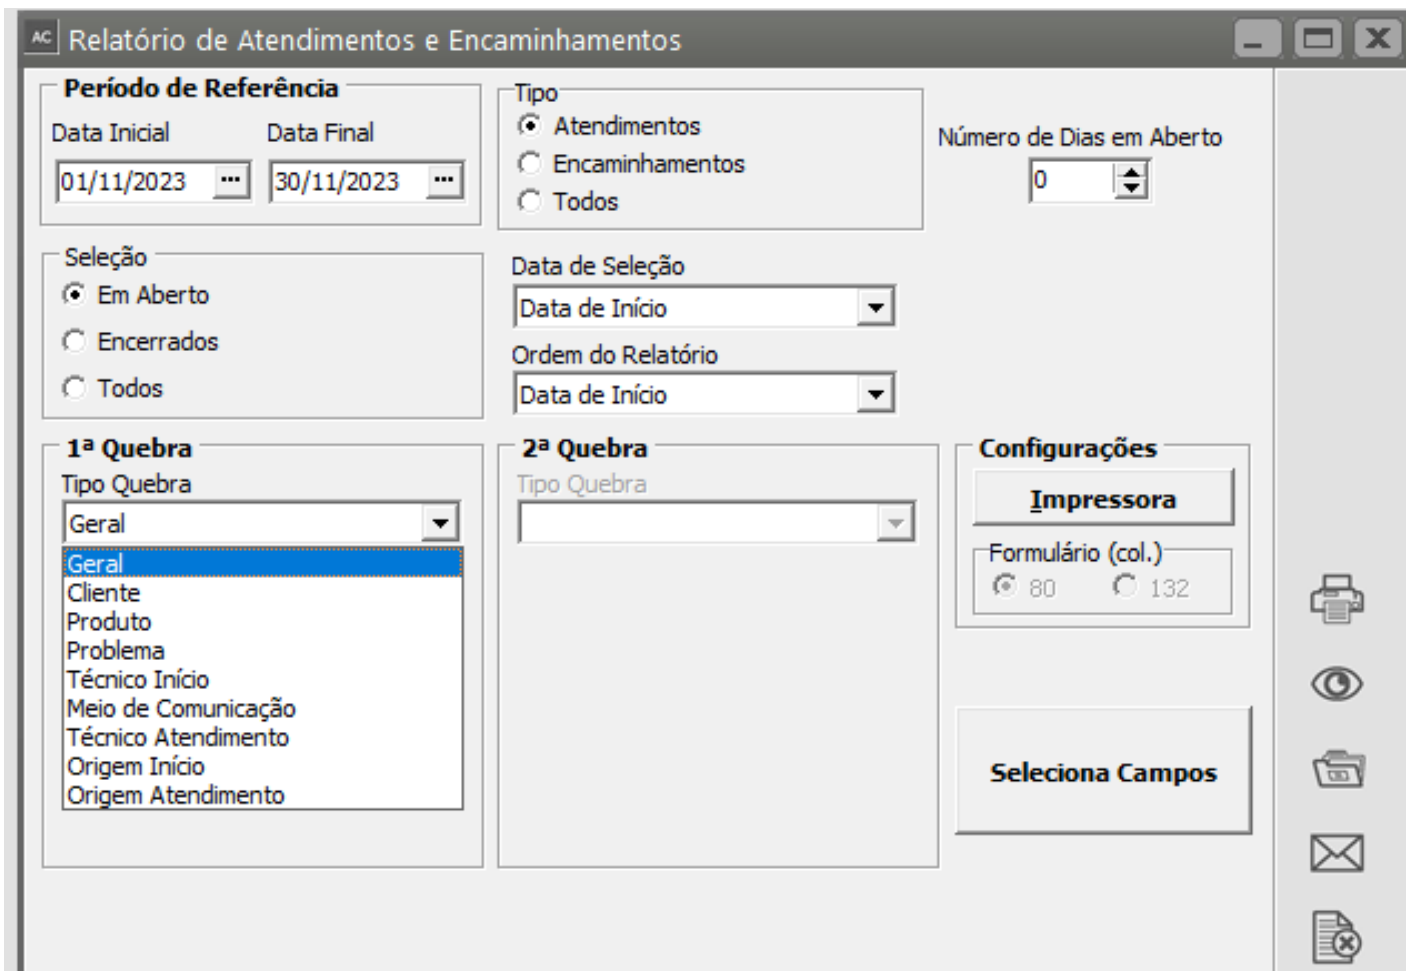 AC Relatório de Atendimentos e Encaminhamentos
Período de Referência
Data Inicial Data Final
01/11/2023 ... 30/11/2023 ...
Tipo
Atendimentos
Encaminhamentos
Todos
Número de Dias em Aberto
0
Seleção
Em Aberto
Encerrados
Todos
Data de Seleção
Data de Início
Ordem do Relatório
Data de Início
1ª Quebra
Tipo Quebra
Geral
Geral
Cliente
Produto
Problema
Técnico Início
Meio de Comunicação
Técnico Atendimento
Origem Início
Origem Atendimento
2ª Quebra
Tipo Quebra
Configurações
Impressora
Formulário (col.)
80 132
Seleciona Campos